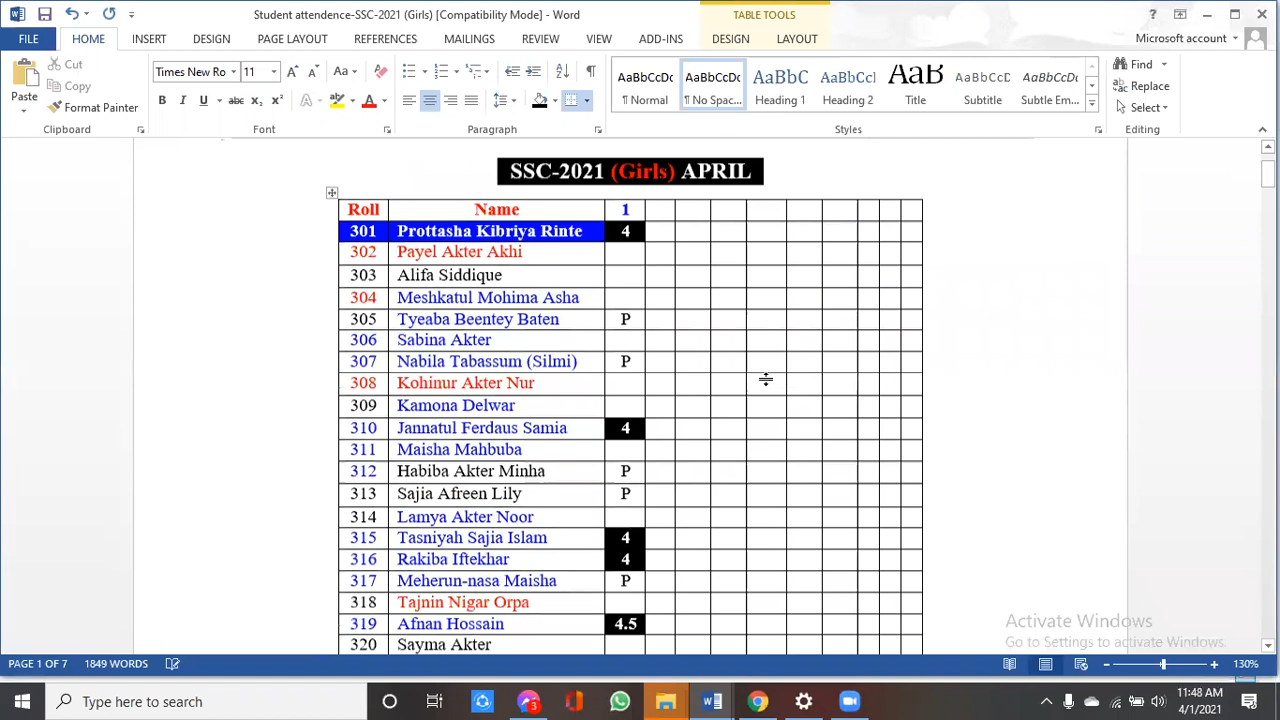 Student attendence-SSC-2021 (Girls) [Compatibility Mode] - Word
TABLE TOOLS
FILE HOME INSERT DESIGN PAGE LAYOUT REFERENCES MAILINGS REVIEW VIEW ADD-INS DESIGN LAYOUT Microsoft account
Cut
Copy
Format Painter
Paste
Times New Ro 11
AaBbCcDc AaBbCcDc AaBbC AaBbCc AaB AaBbCcD AaBbCcDc
¶ Normal ¶ No Spac... Heading Heading 2 Title Subtitle Subtle Em...
Find
Replace
Select
Clipboard Font Paragraph Styles Editing
SSC-2021 (Girls) APRIL
Roll Name 1
301 Prottasha Kibriya Rinte 4
302 Payel Akter Akhi
303 Alifa Siddique
304 Meshkatul Mohima Asha
305 Tyeaba Beentey Baten P
306 Sabina Akter
307 Nabila Tabassum (Silmi) P
308 Kohinur Akter Nur
309 Kamona Delwar
310 Jannatul Ferdaus Samia 4
311 Maisha Mahbuba
312 Habiba Akter Minha P
313 Sajia Afreen Lily P
314 Lamya Akter Noor
315 Tasniyah Sajia Islam 4
316 Rakiba Iftekhar 4
317 Meherun-nasa Maisha P
318 Tajnin Nigar Orpa
319 Afnan Hossain 4.5
320 Sayma Akter
Activate Windows
Go to Settings to activate Windows.
PAGE 1 OF 7 1849 WORDS 130%
Type here to search
3
11:48 AM
4/1/2021